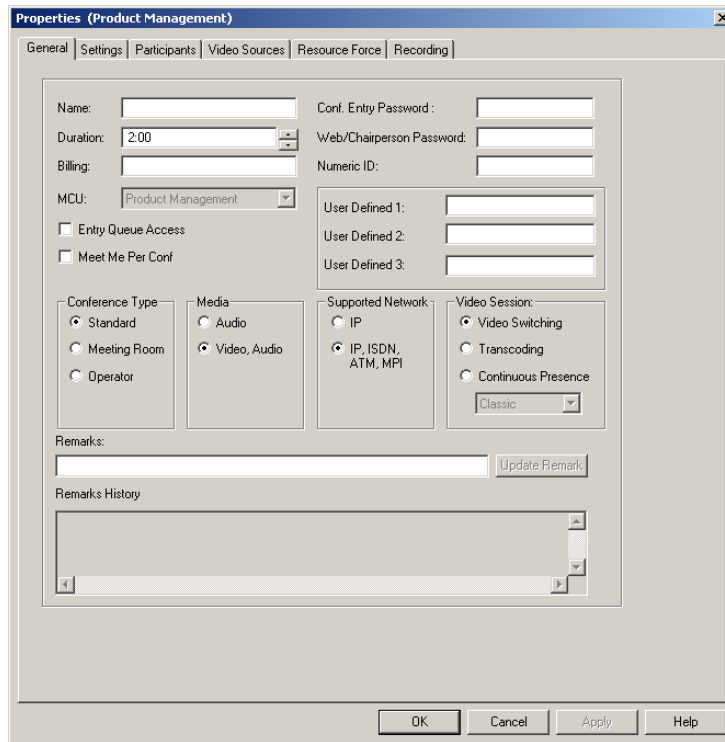 Properties (Product Management)
General Settings Participants Video Sources Resource Force Recording
Name:
Conf. Entry Password :
Duration: 2:00
Web/Chairperson Password:
Billing:
Numeric ID:
MCU: Product Management
User Defined 1:
Entry Queue Access
User Defined 2:
Meet Me Per Conf
User Defined 3:
Conference Type
Standard
Meeting Room
Operator
Media
Audio
Video, Audio
Supported Network
IP
IP, ISDN,
ATM, MPI
Video Session:
Video Switching
Transcoding
Continuous Presence
Classic
Remarks:
Update Remark
Remarks History
OK Cancel Apply Help